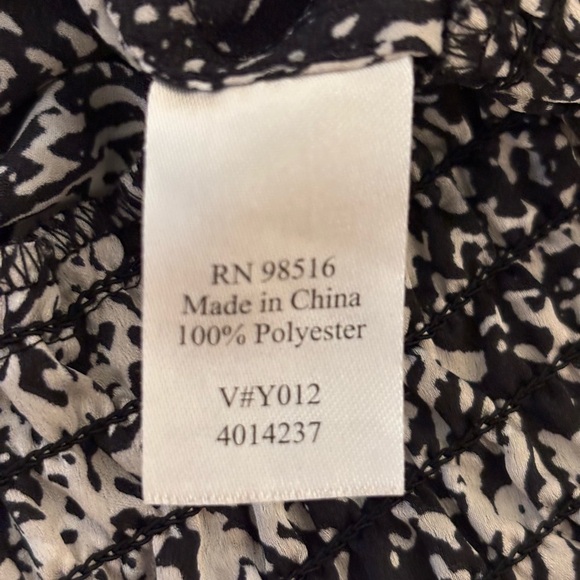 RN 98516
Made in China
100% Polyester
V#Y012
4014237